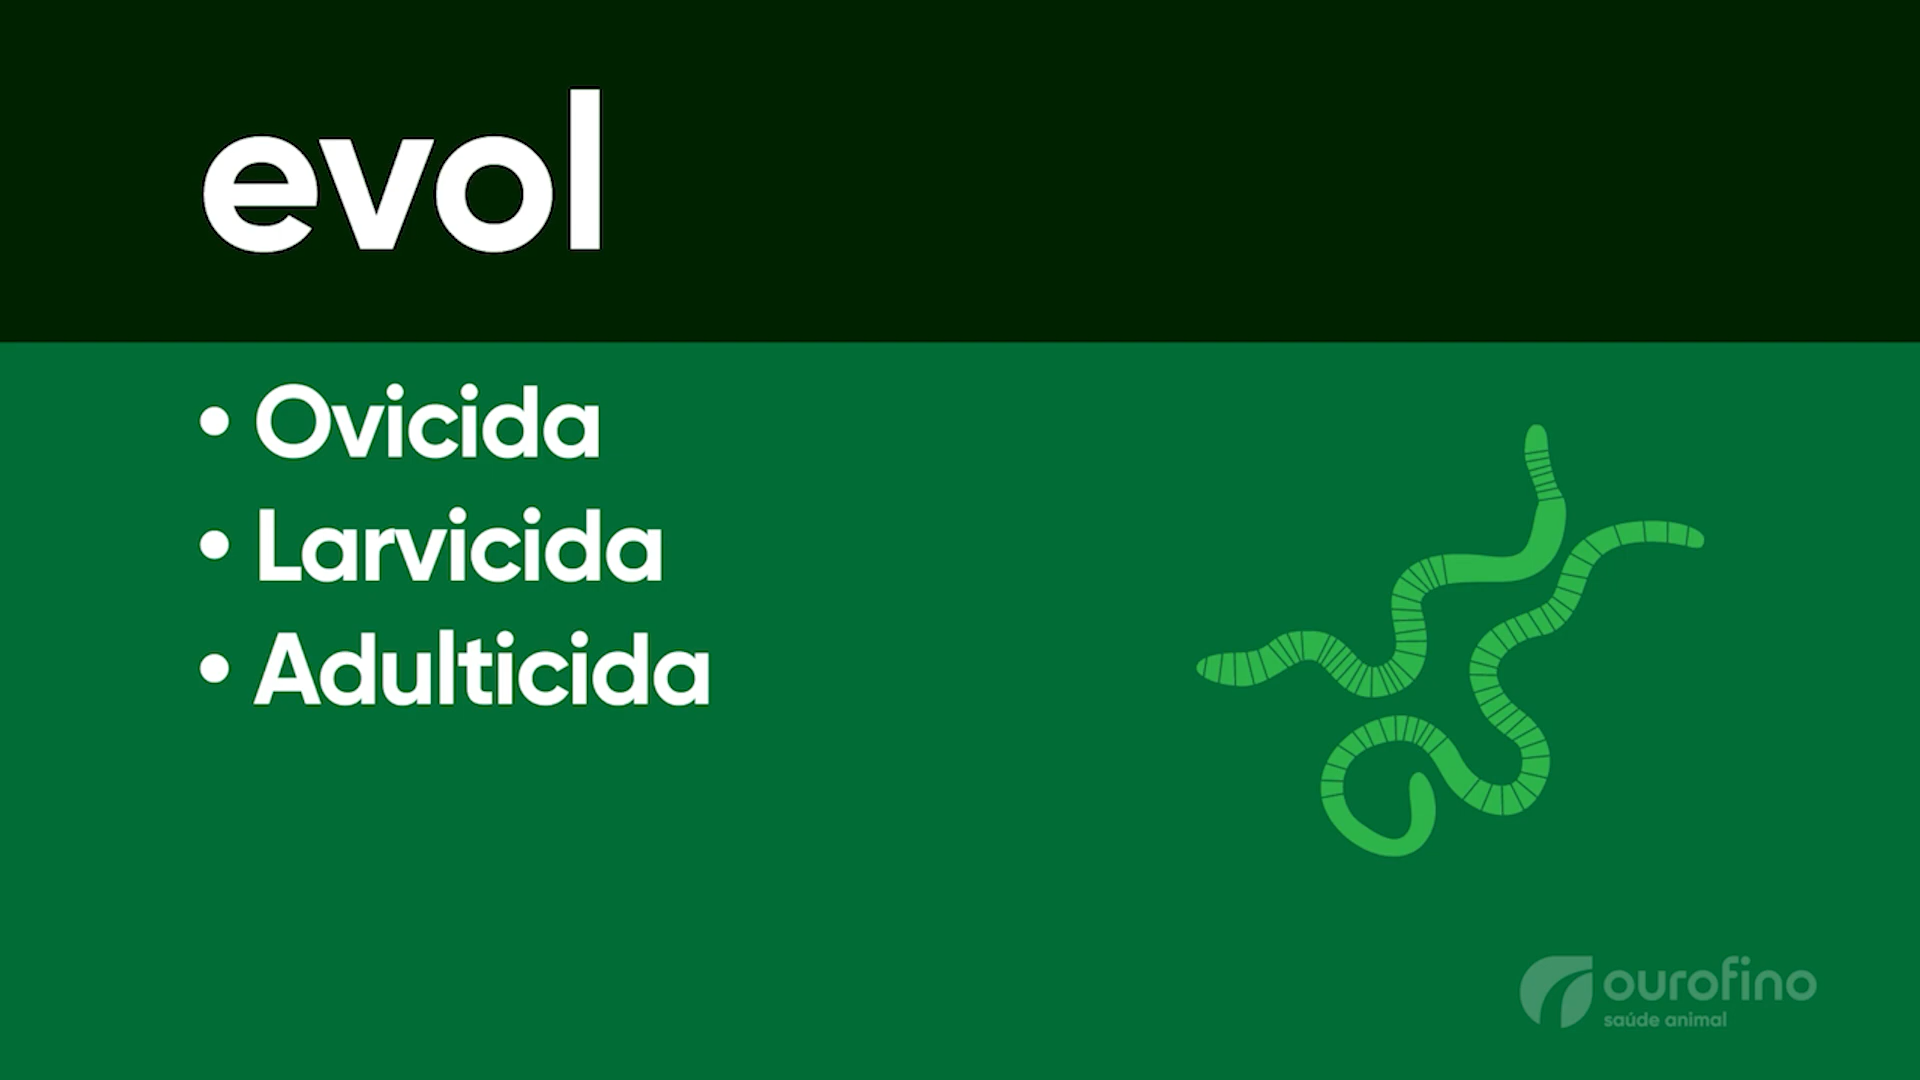 evol
• Ovicida
• Larvicida
• Adulticida
ourofino
saúde animal